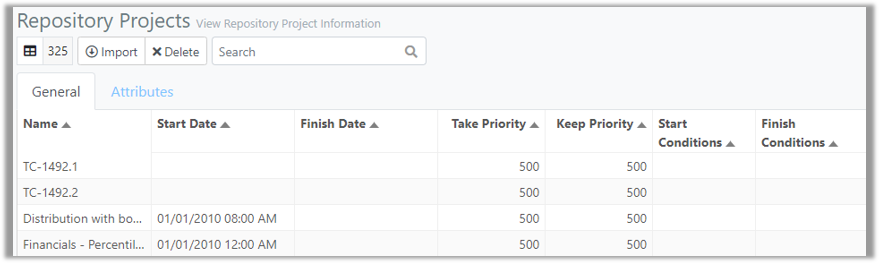 Repository Projects View Repository Project Information
325 Import Delete Search
General Attributes
Name Start Date Finish Date Take Priority Keep Priority Start Conditions Finish Conditions
TC-1492.1 500 500
TC-1492.2 500 500
Distribution with bo... 01/01/2010 08:00 AM 500 500
Financials - Percentil... 01/01/2010 12:00 AM 500 500